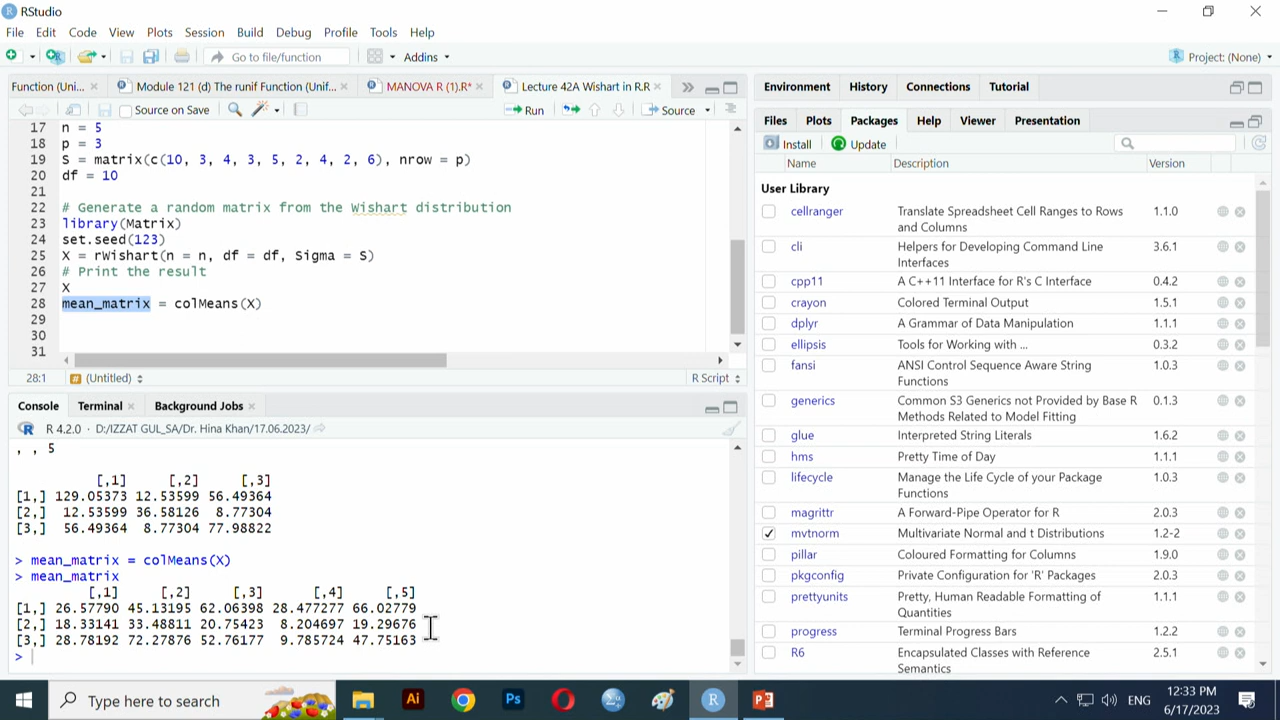 RStudio
File Edit Code View Plots Session Build Debug Profile Tools Help
Go to file/function Addins Project: (None)
Function (Uni... Module 121 (d) The runif Function (Unif... MANOVA R (1).R* Lecture 42A Wishart in R.R
Source on Save Run Source
17 n = 5
18 p = 3
19 S = matrix(c(10, 3, 4, 3, 5, 2, 4, 2, 6), nrow = p)
20 df = 10
21
22 # Generate a random matrix from the Wishart distribution
23 library(Matrix)
24 set.seed(123)
25 X = rWishart(n = n, df = df, Sigma = S)
26 # Print the result
27 X
28 mean_matrix = colMeans(X)
29
30
31
28:1 # (Untitled) R Script
Console Terminal Background Jobs
R 4.2.0 · D:/IZZAT GUL_SA/Dr. Hina Khan/17.06.2023/
, , 5
[,1] [,2] [,3]
[1,] 129.05373 12.53599 56.49364
[2,] 12.53599 36.58126 8.77304
[3,] 56.49364 8.77304 77.98822
> mean_matrix = colMeans(X)
> mean_matrix
[,1] [,2] [,3] [,4] [,5]
[1,] 26.57790 45.13195 62.06398 28.477277 66.02779
[2,] 18.33141 33.48811 20.75423 8.204697 19.29676
[3,] 28.78192 72.27876 52.76177 9.785724 47.75163
>
Environment History Connections Tutorial
Files Plots Packages Help Viewer Presentation
Install Update
Name Description Version
User Library
cellranger Translate Spreadsheet Cell Ranges to Rows 1.1.0
and Columns
cli Helpers for Developing Command Line 3.6.1
Interfaces
cpp11 A C++11 Interface for R's C Interface 0.4.2
crayon Colored Terminal Output 1.5.1
dplyr A Grammar of Data Manipulation 1.1.1
ellipsis Tools for Working with ... 0.3.2
fansi ANSI Control Sequence Aware String 1.0.3
Functions
generics Common S3 Generics not Provided by Base R 0.1.3
Methods Related to Model Fitting
glue Interpreted String Literals 1.6.2
hms Pretty Time of Day 1.1.1
lifecycle Manage the Life Cycle of your Package 1.0.3
Functions
magrittr A Forward-Pipe Operator for R 2.0.3
mvtnorm Multivariate Normal and t Distributions 1.2-2
pillar Coloured Formatting for Columns 1.9.0
pkgconfig Private Configuration for 'R' Packages 2.0.3
prettyunits Pretty, Human Readable Formatting of 1.1.1
Quantities
progress Terminal Progress Bars 1.2.2
R6 Encapsulated Classes with Reference 2.5.1
Semantics
Type here to search Ai Ps R P ENG 12:33 PM
6/17/2023